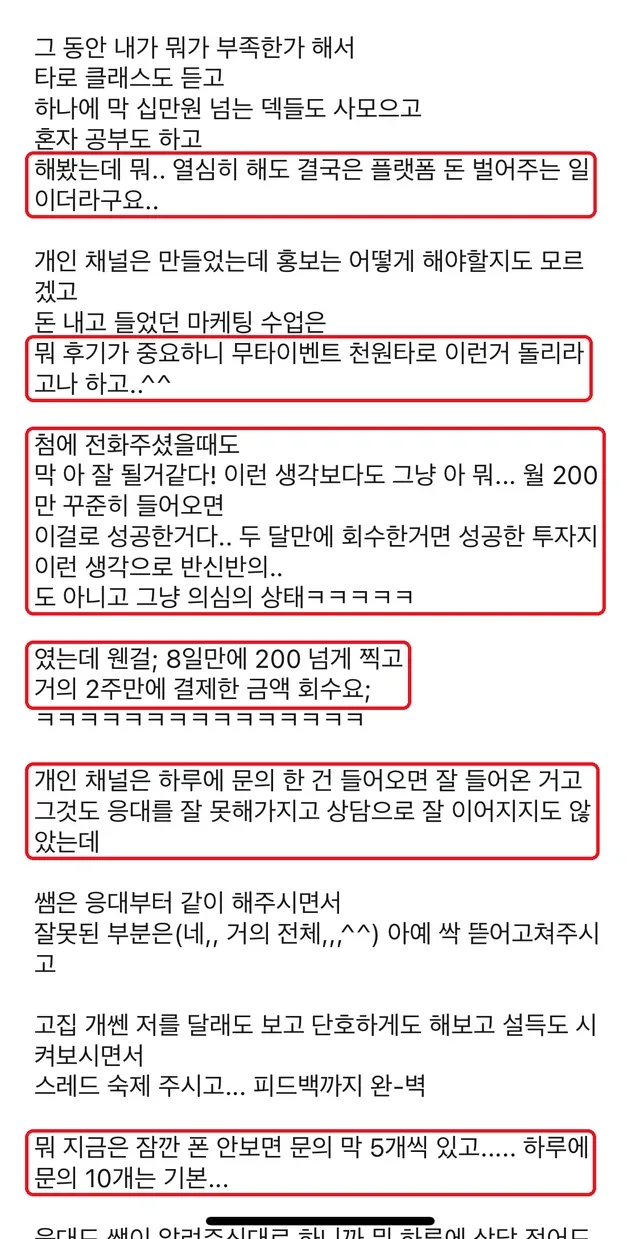 그 동안 내가 뭐가 부족한가 해서
타로 클래스도 듣고
하나에 막 십만원 넘는 덱들도 사모으고
혼자 공부도 하고
해봤는데 뭐.. 열심히 해도 결국은 플랫폼 돈 벌어주는 일
이더라구요..
개인 채널은 만들었는데 홍보는 어떻게 해야할지도 모르
겠고
돈 내고 들었던 마케팅 수업은
뭐 후기가 중요하니 무타이벤트 천원타로 이런거 돌리라
고나 하고..^^
첨에 전화주셨을때도
막 아 잘 될거같다! 이런 생각보다도 그냥 아 뭐... 월 200
만 꾸준히 들어오면
이걸로 성공한거다.. 두 달만에 회수한거면 성공한 투자지
이런 생각으로 반신반의..
도 아니고 그냥 의심의 상태ㅋㅋㅋㅋㅋ
였는데 웬걸; 8일만에 200 넘게 찍고
거의 2주만에 결제한 금액 회수요;
ㅋㅋㅋㅋㅋㅋㅋㅋㅋㅋㅋㅋㅋㅋㅋ
개인 채널은 하루에 문의 한 건 들어오면 잘 들어온 거고
그것도 응대를 잘 못해가지고 상담으로 잘 이어지지도 않
았는데
쌤은 응대부터 같이 해주시면서
잘못된 부분은(네,, 거의 전체,,,^^) 아예 싹 뜯어고쳐주시
고
고집 개쎈 저를 달래도 보고 단호하게도 해보고 설득도 시
켜보시면서
스레드 숙제 주시고... 피드백까지 완-벽
뭐 지금은 잠깐 폰 안보면 문의 막 5개씩 있고..... 하루에
문의 10개는 기본...